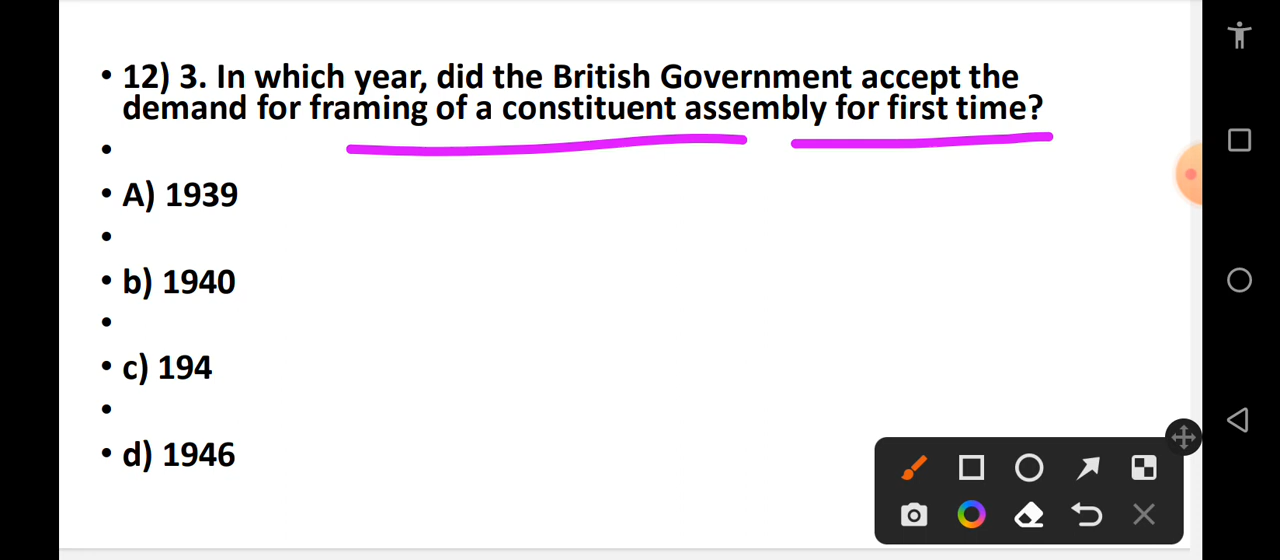 • 12) 3. In which year, did the British Government accept the
demand for framing of a constituent assembly for first time?
•
• A) 1939
•
• b) 1940
•
• c) 194
•
• d) 1946